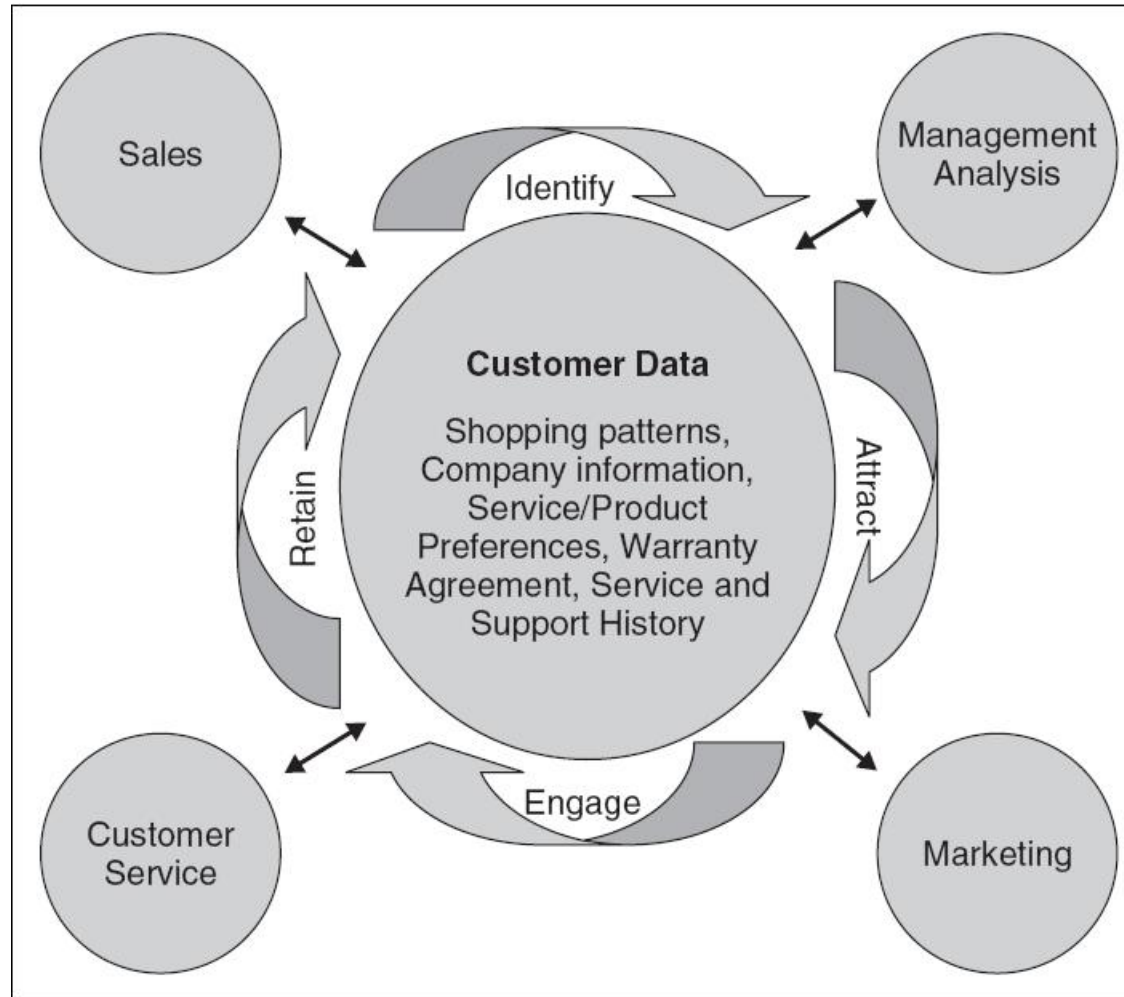 Sales
Management
Analysis
Identify
Customer Data
Shopping patterns,
Company information,
Service/Product
Preferences, Warranty
Agreement, Service and
Support History
Retain
Attract
Engage
Customer
Service
Marketing